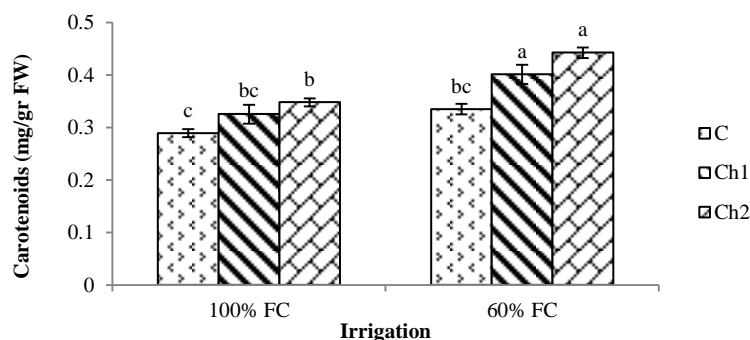 0.5
0.4
0.3
0.2
0.1
0
Carotenoids (mg/gr FW)
c
bc
b
bc
a
a
100% FC
60% FC
Irrigation
C
Ch1
Ch2